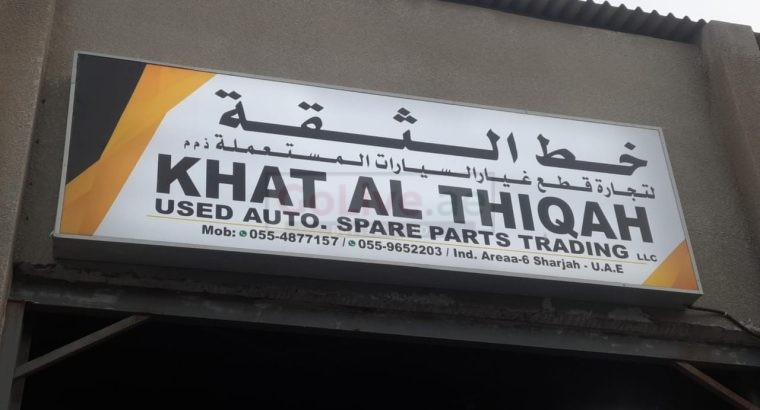 خط الثقة
لتجارة قطع غيار السيارات المستعملة ذ م م
KHAT AL THIQAH
USED AUTO. SPARE PARTS TRADING LLC
Mob: 055-4877157 / 055-9652203 / Ind. Areaa-6 Sharjah - U.A.E